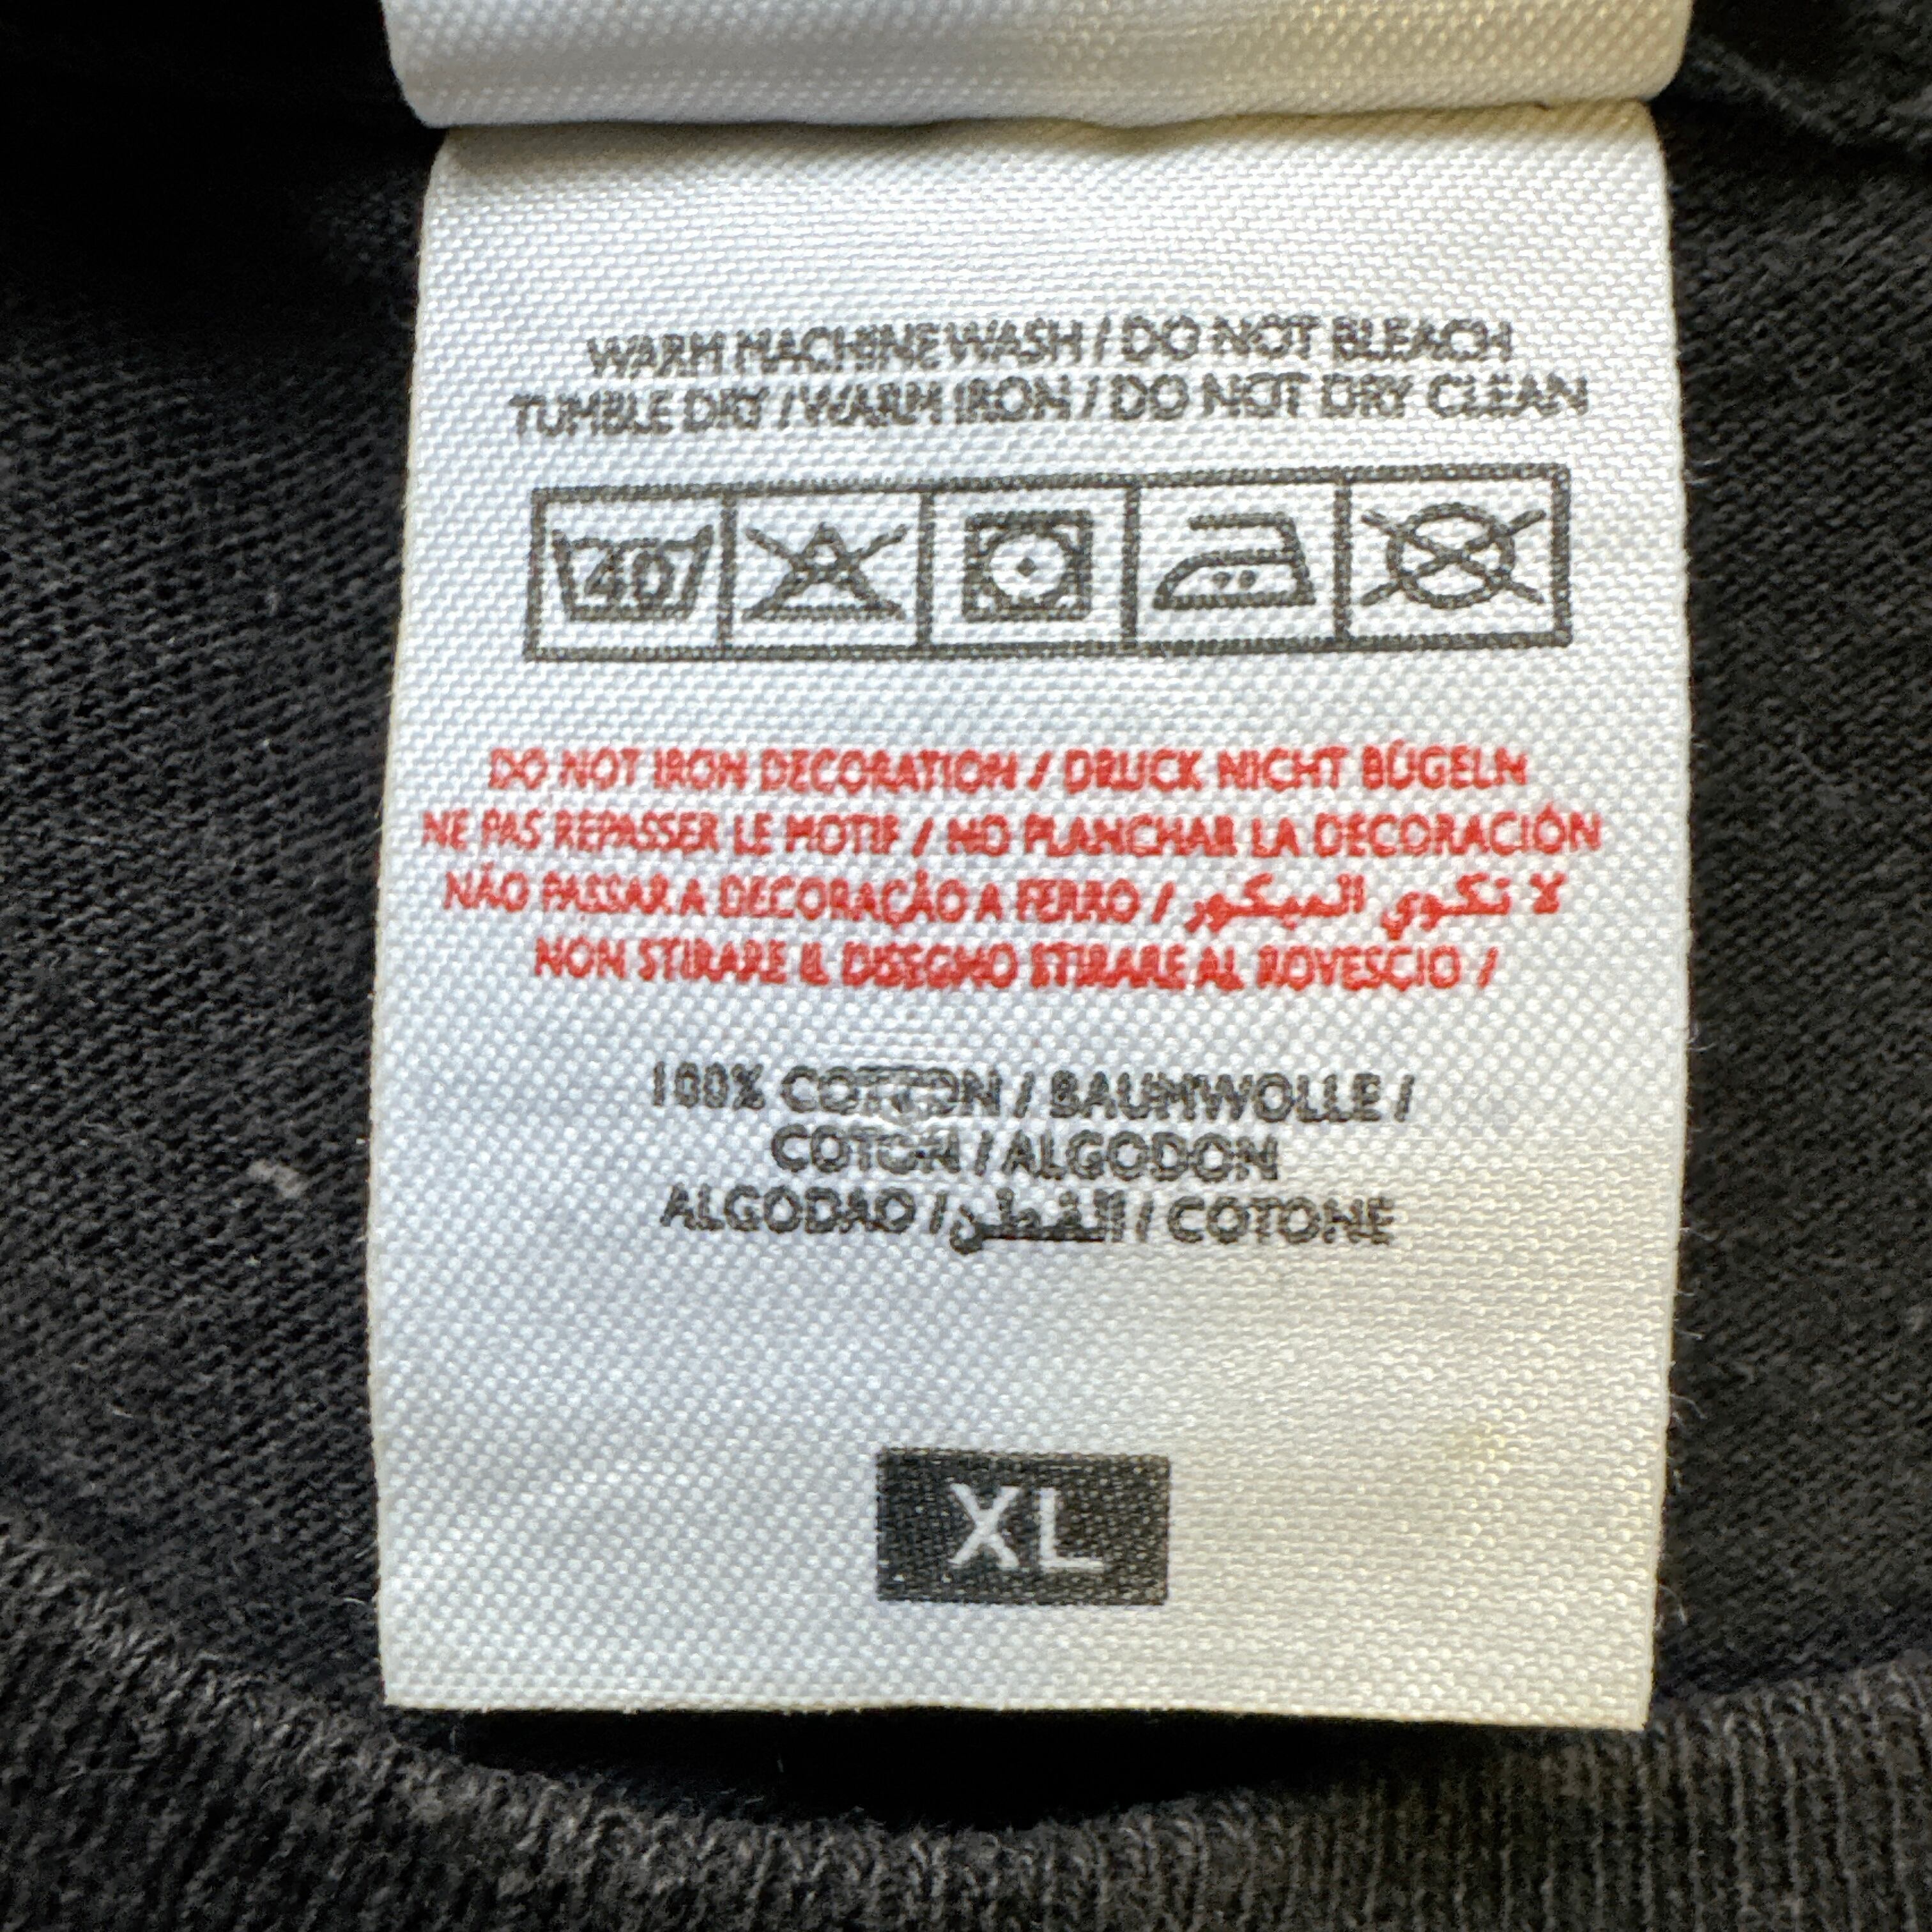 WARM MACHINE WASH / DO NOT BLEACH
TUMBLE DRY / WARM IRON / DO NOT DRY CLEAN
40
DO NOT IRON DECORATION / DRUCK NICHT BÜGELN
NE PAS REPASSER LE MOTIF / NO PLANCHAR LA DECORACIÓN
NÃO PASSAR A DECORAÇÃO A FERRO / لا تكوي الميكور
NON STIRARE IL DISEGNO STIRARE AL ROVESCIO /
100% COTTON / BAUMWOLLE /
COTON / ALGODON
ALGODAO / القطن / COTONE
XL